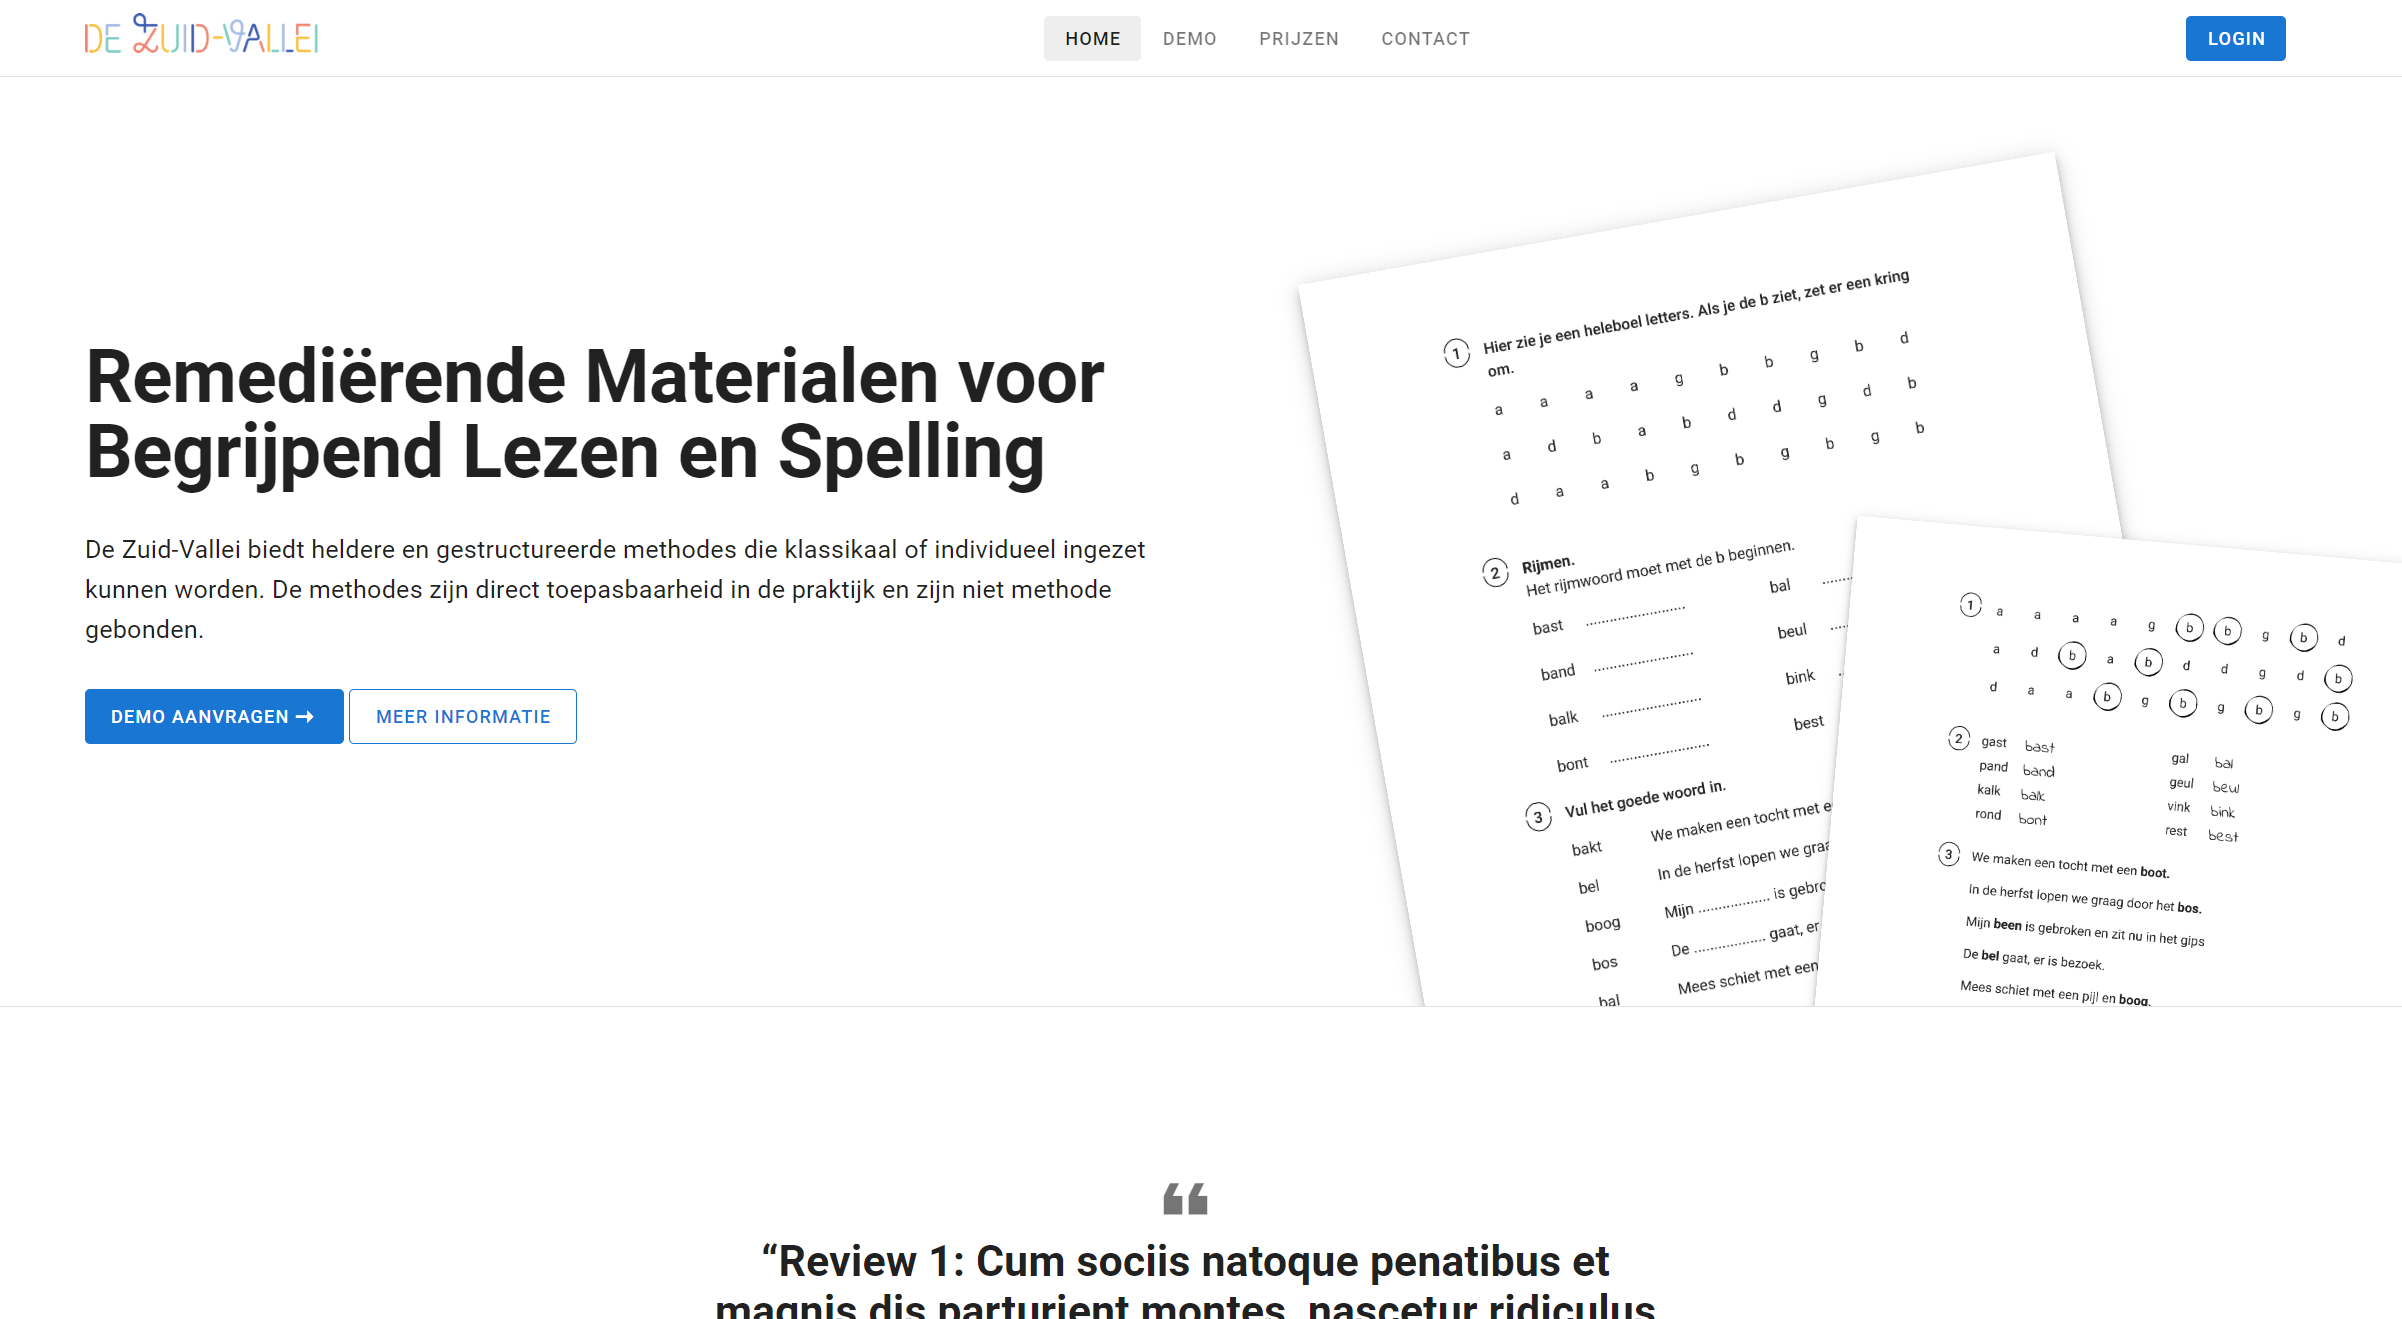 DE ZUID-VALLEI
HOME DEMO PRIJZEN CONTACT
LOGIN
Remediërende Materialen voor
Begrijpend Lezen en Spelling
De Zuid-Vallei biedt heldere en gestructureerde methodes die klassikaal of individueel ingezet
kunnen worden. De methodes zijn direct toepasbaarheid in de praktijk en zijn niet methode
gebonden.
DEMO AANVRAGEN ➞
MEER INFORMATIE
1 Hier zie je een heleboel letters. Als je de b ziet, zet er een kring
om.
a a a a g b b g b d
a d b a b d d g d b
d a a b g b g b g b
2 Rijmen.
Het rijmwoord moet met de b beginnen.
bast ......................... bal ........
band ......................... beul .....
balk ......................... bink .
bont ......................... best
3 Vul het goede woord in.
bakt We maken een tocht met e
bel In de herfst lopen we graa
boog Mijn .................. is gebro
bos De .................. gaat, er
bal Mees schiet met een
1 a a a a g b b g b d
a d b a b d d g d b
d a a b g b g b g b
2 gast bast gal bal
pand band geul beul
kalk balk vink bink
rond bont rest best
3 We maken een tocht met een boot.
In de herfst lopen we graag door het bos.
Mijn been is gebroken en zit nu in het gips
De bel gaat, er is bezoek.
Mees schiet met een pijl en boog.
❝
“Review 1: Cum sociis natoque penatibus et
magnis dis parturient montes, nascetur ridiculus